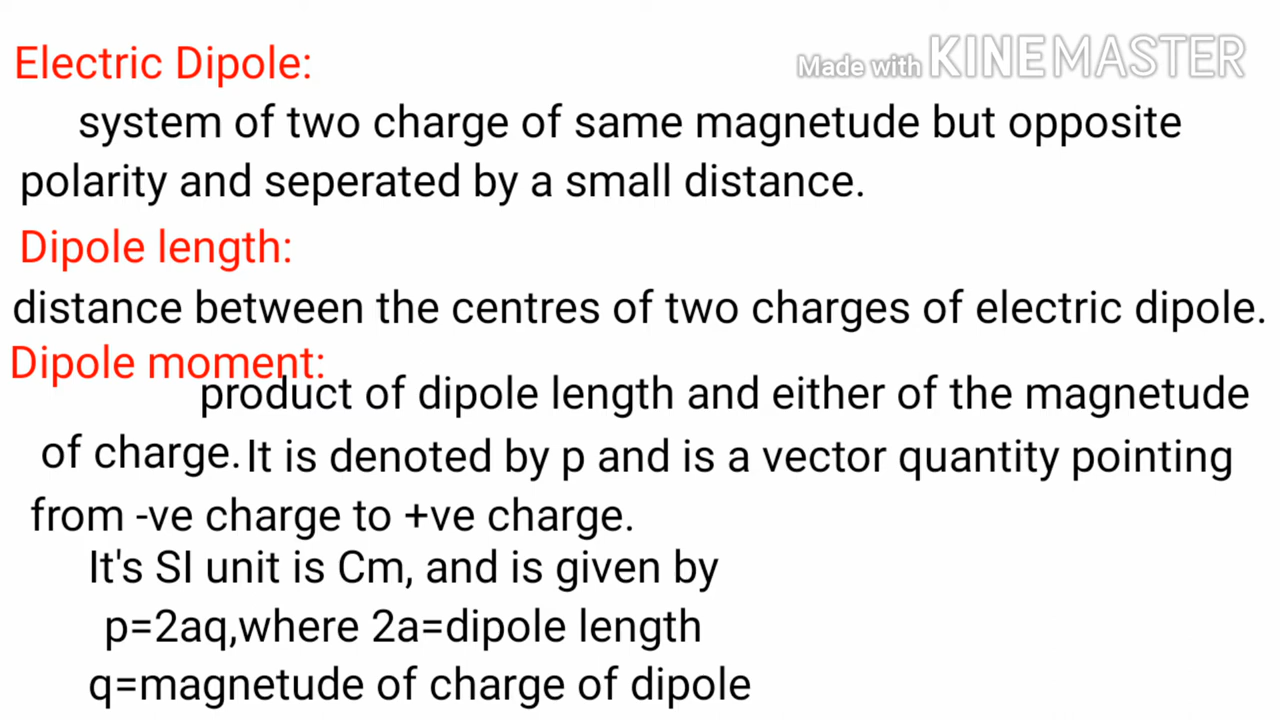 Electric Dipole:
Made with KINEMASTER
system of two charge of same magnetude but opposite
polarity and seperated by a small distance.
Dipole length:
distance between the centres of two charges of electric dipole.
Dipole moment:
product of dipole length and either of the magnetude
of charge. It is denoted by p and is a vector quantity pointing
from -ve charge to +ve charge.
It's SI unit is Cm, and is given by
p=2aq,where 2a=dipole length
q=magnetude of charge of dipole